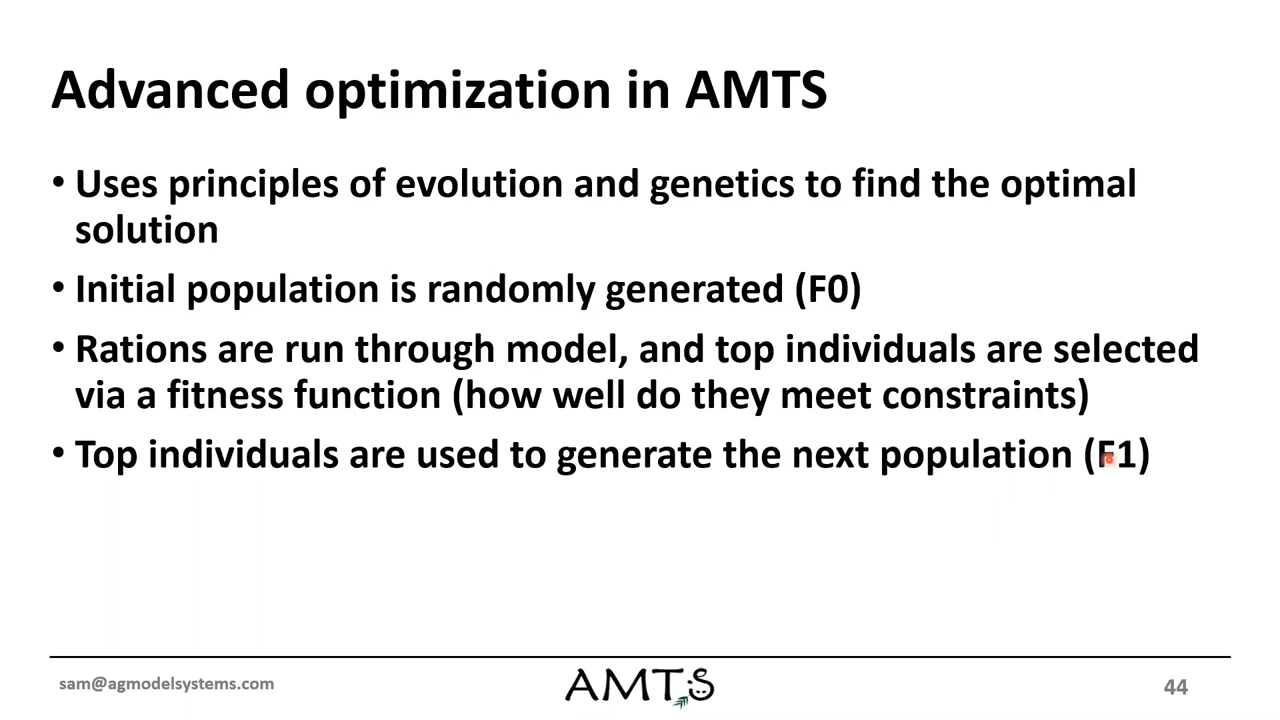 Advanced optimization in AMTS
• Uses principles of evolution and genetics to find the optimal
solution
• Initial population is randomly generated (F0)
• Rations are run through model, and top individuals are selected
via a fitness function (how well do they meet constraints)
• Top individuals are used to generate the next population (F1)
sam@agmodelsystems.com
AMTS
44